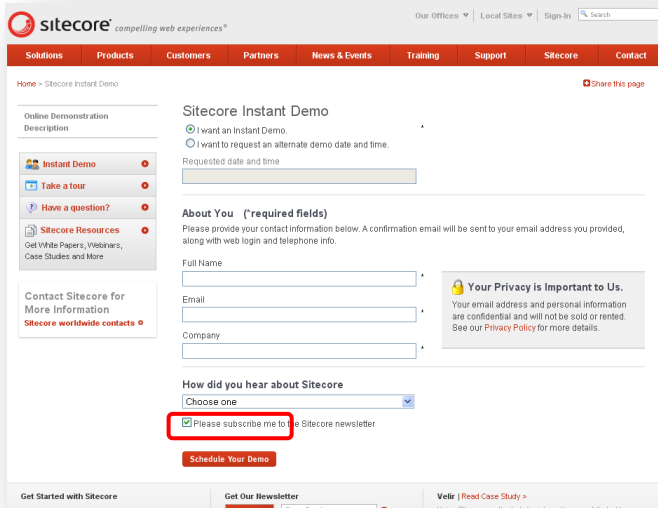 sitecore® compelling web experiences®
Our Offices Local Sites Sign-In Search
Solutions Products Customers Partners News & Events Training Support Sitecore Contact
Home > Sitecore Instant Demo
Share this page
Online Demonstration
Description
Instant Demo
Take a tour
Have a question?
Sitecore Resources
Get White Papers, Webinars,
Case Studies and More
Contact Sitecore for
More Information
Sitecore worldwide contacts
Sitecore Instant Demo
I want an Instant Demo. *
I want to request an alternate demo date and time.
Requested date and time
About You (*required fields)
Please provide your contact information below. A confirmation email will be sent to your email address you provided,
along with web login and telephone info.
Full Name
*
Email
*
Company
*
Your Privacy is Important to Us.
Your email address and personal information
are confidential and will not be sold or rented.
See our Privacy Policy for more details.
How did you hear about Sitecore
Choose one
Please subscribe me to the Sitecore newsletter
Schedule Your Demo
Get Started with Sitecore
Get Our Newsletter
Velir | Read Case Study >